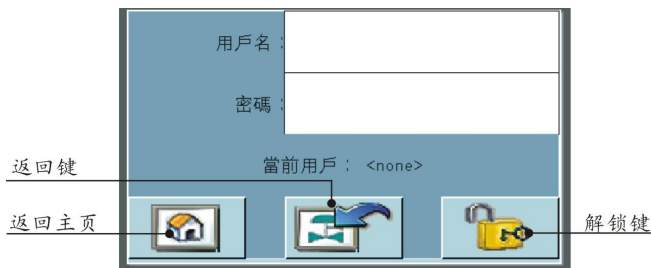 用戶名：
密碼：
返回键
當前用戶： <none>
返回主页
解锁键